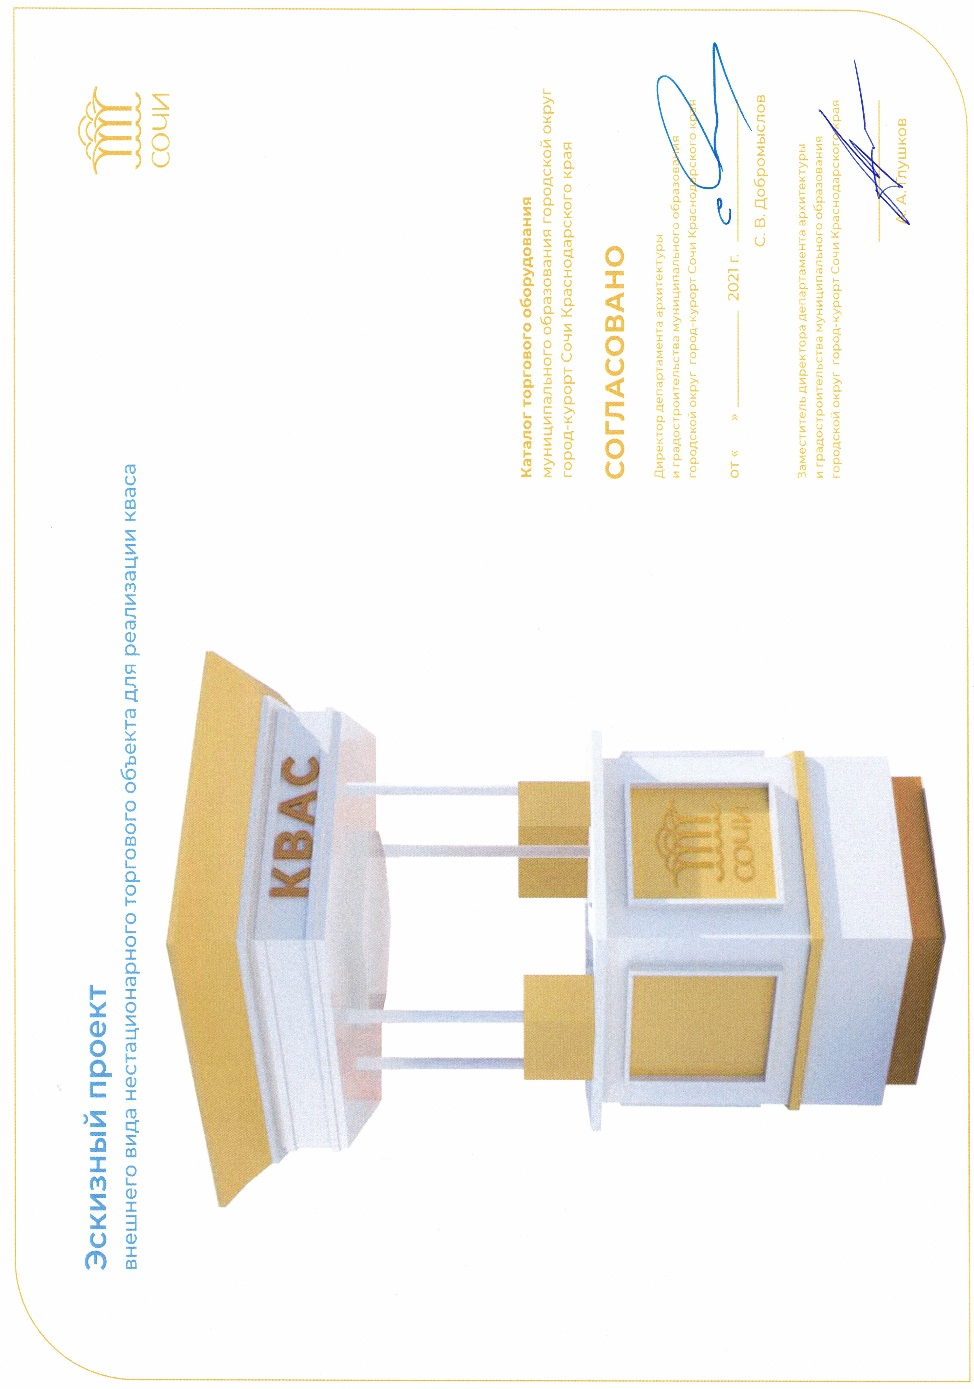 Эскизный проект
внешнего вида нестационарного торгового объекта для реализации кваса
СОЧИ
КВАС
СОЧИ
Каталог торгового оборудования
муниципального образования городской округ
город-курорт Сочи Краснодарского края
СОГЛАСОВАНО
Директор департамента архитектуры
и градостроительства муниципального образования
городской округ город-курорт Сочи Краснодарского края
от « » 2021 г.
С. В. Добромыслов
Заместитель директора департамента архитектуры
и градостроительства муниципального образования
городской округ город-курорт Сочи Краснодарского края
А. Глушков